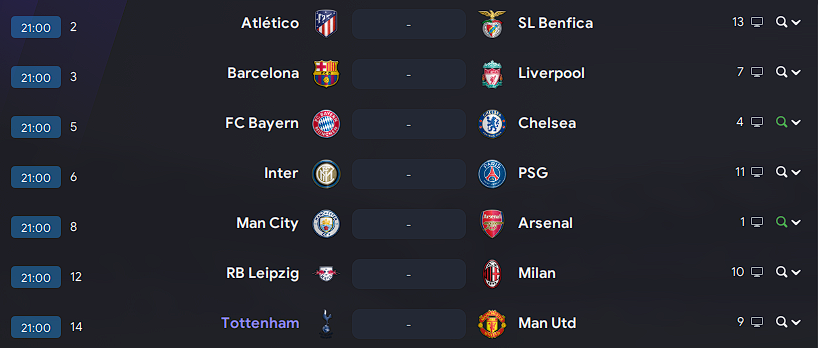 21:00 2 Atlético - SL Benfica 13
21:00 3 Barcelona - Liverpool 7
21:00 5 FC Bayern - Chelsea 4
21:00 6 Inter - PSG 11
21:00 8 Man City - Arsenal 1
21:00 12 RB Leipzig - Milan 10
21:00 14 Tottenham - Man Utd 9